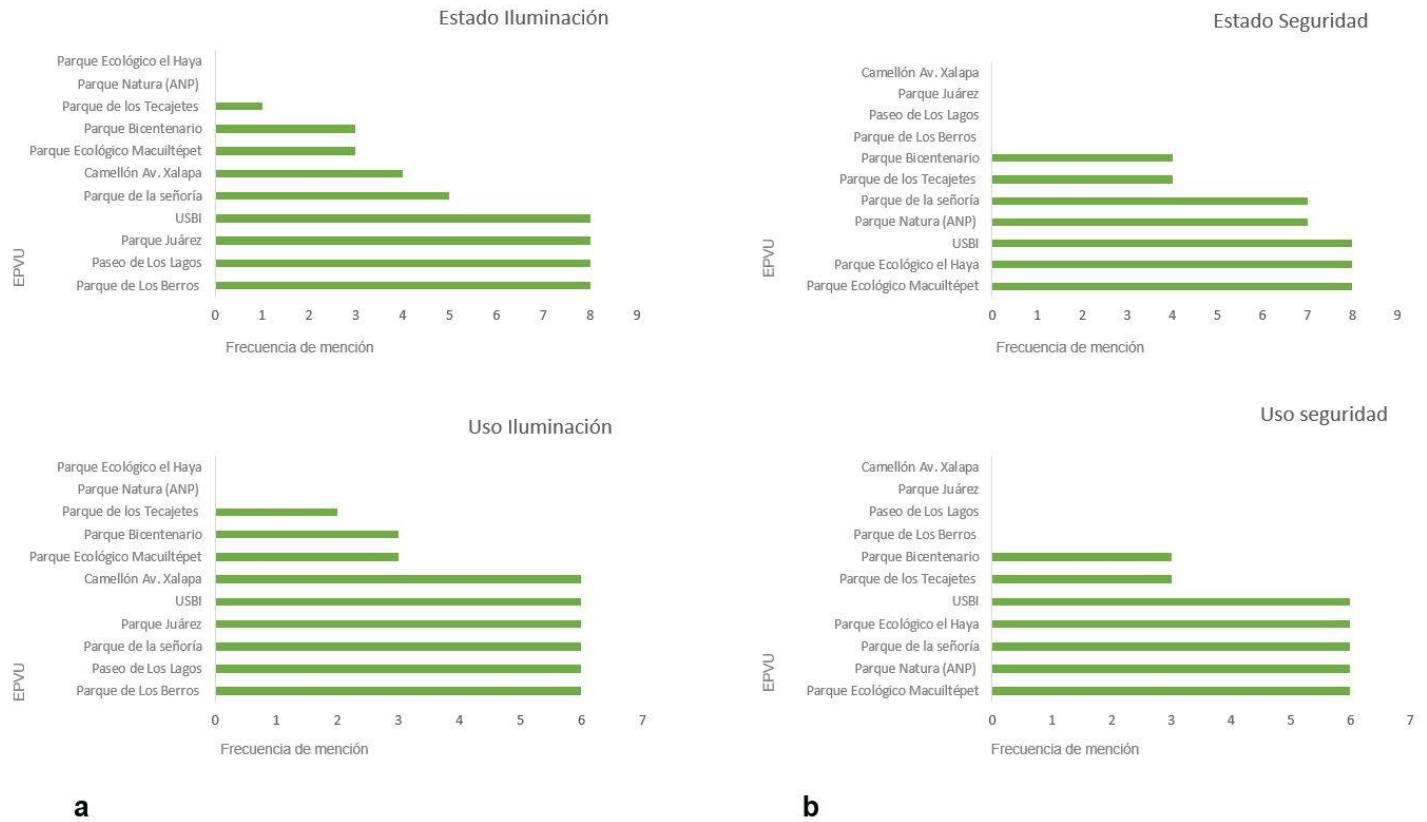 Estado Iluminación
Parque Ecológico el Haya
Parque Natura (ANP)
Parque de los Tecajetes
Parque Bicentenario
Parque Ecológico Macuiltépet
Camellón Av. Xalapa
Parque de la señoría
USBI
Parque Juárez
Paseo de Los Lagos
Parque de Los Berros
EPVU
0 1 2 3 4 5 6 7 8 9
Frecuencia de mención
Estado Seguridad
Camellón Av. Xalapa
Parque Juárez
Paseo de Los Lagos
Parque de Los Berros
Parque Bicentenario
Parque de los Tecajetes
Parque de la señoría
Parque Natura (ANP)
USBI
Parque Ecológico el Haya
Parque Ecológico Macuiltépet
EPVU
0 1 2 3 4 5 6 7 8 9
Frecuencia de mención
Uso Iluminación
Parque Ecológico el Haya
Parque Natura (ANP)
Parque de los Tecajetes
Parque Bicentenario
Parque Ecológico Macuiltépet
Camellón Av. Xalapa
USBI
Parque Juárez
Parque de la señoría
Paseo de Los Lagos
Parque de Los Berros
EPVU
0 1 2 3 4 5 6 7
Frecuencia de mención
Uso seguridad
Camellón Av. Xalapa
Parque Juárez
Paseo de Los Lagos
Parque de Los Berros
Parque Bicentenario
Parque de los Tecajetes
USBI
Parque Ecológico el Haya
Parque de la señoría
Parque Natura (ANP)
Parque Ecológico Macuiltépet
EPVU
0 1 2 3 4 5 6 7
Frecuencia de mención
a
b